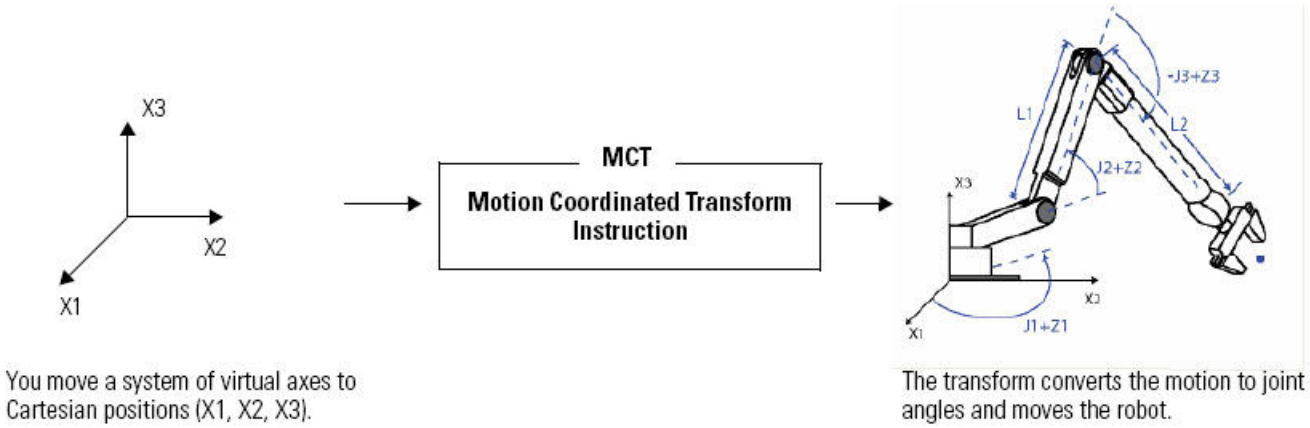 X3
X2
X1
You move a system of virtual axes to
Cartesian positions (X1, X2, X3).
MCT
Motion Coordinated Transform
Instruction
-J3+Z3
L1
L2
J2+Z2
X3
X2
J1+Z1
X1
The transform converts the motion to joint
angles and moves the robot.